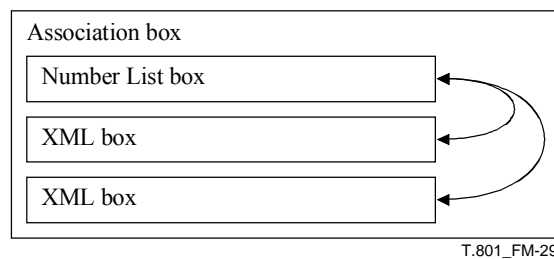 Association box
Number List box
XML box
XML box
T.801_FM-29